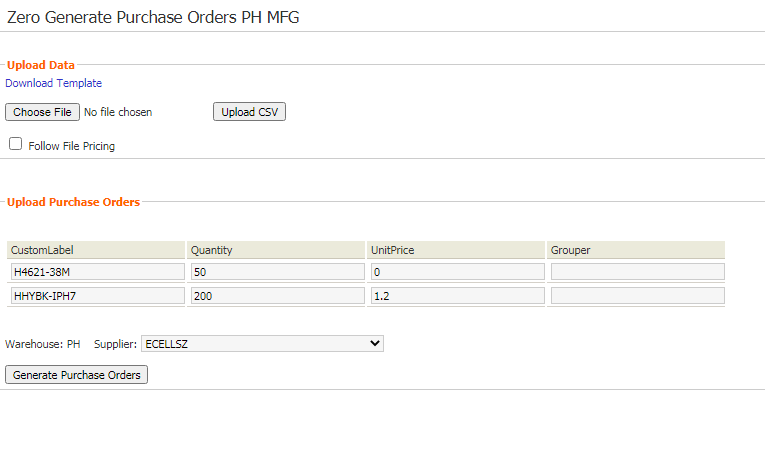 Zero Generate Purchase Orders PH MFG
Upload Data
Download Template
Choose File No file chosen Upload CSV
Follow File Pricing
Upload Purchase Orders
CustomLabel Quantity UnitPrice Grouper
H4621-38M 50 0
HHYBK-IPH7 200 1.2
Warehouse: PH Supplier: ECELLSZ
Generate Purchase Orders